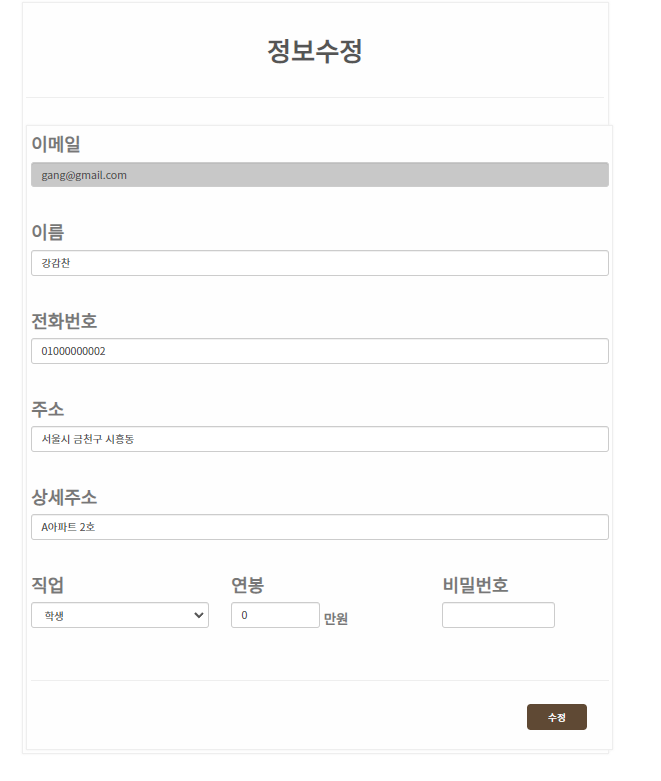 정보수정
이메일
gang@gmail.com
이름
강감찬
전화번호
01000000002
주소
서울시 금천구 시흥동
상세주소
A아파트 2호
직업 연봉 비밀번호
학생 0 만원
수정